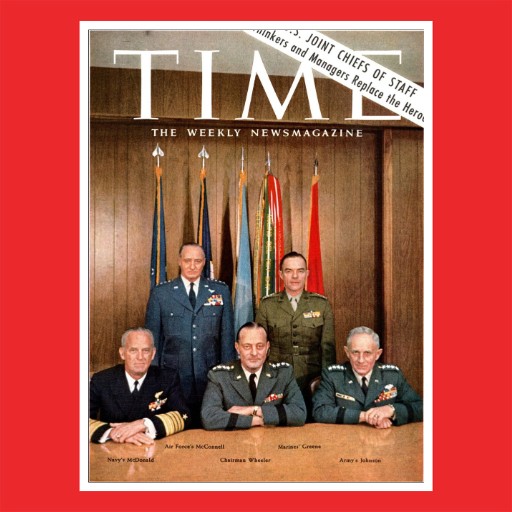 .S. JOINT CHIEFS OF STAFF
hinkers and Managers Replace the Hero
TIME
THE WEEKLY NEWSMAGAZINE
Air Force's McConnell Marines' Greene
Navy's McDonald Chairman Wheeler Army's Johnson